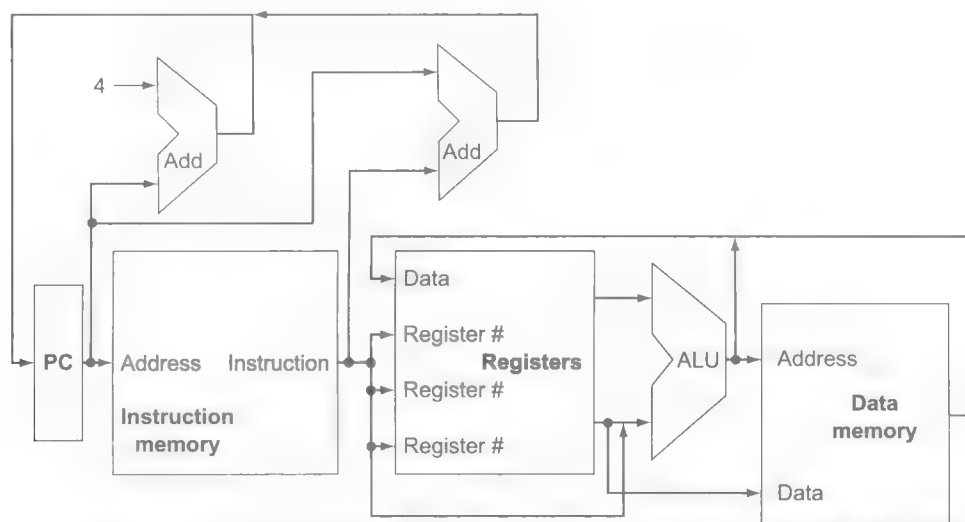 4
Add
Add
Data
PC
Address
Instruction
Register #
Registers
ALU
Address
Instruction
memory
Register #
Data
memory
Register #
Data